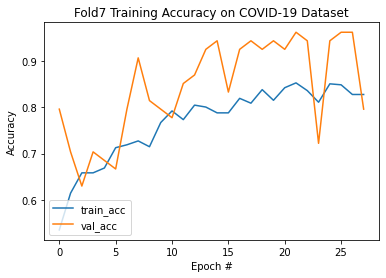 Fold7 Training Accuracy on COVID-19 Dataset
Accuracy
0.9
0.8
0.7
0.6
train_acc
val_acc
0 5 10 15 20 25
Epoch #